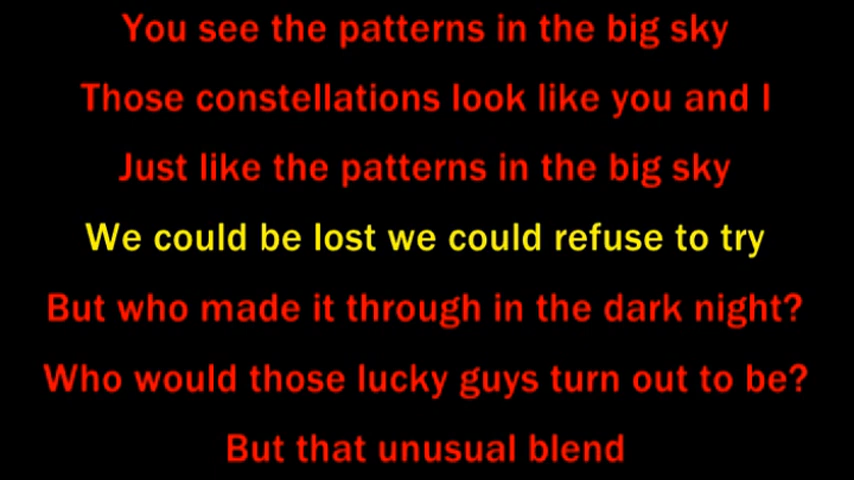 You see the patterns in the big sky
Those constellations look like you and I
Just like the patterns in the big sky
We could be lost we could refuse to try
But who made it through in the dark night?
Who would those lucky guys turn out to be?
But that unusual blend